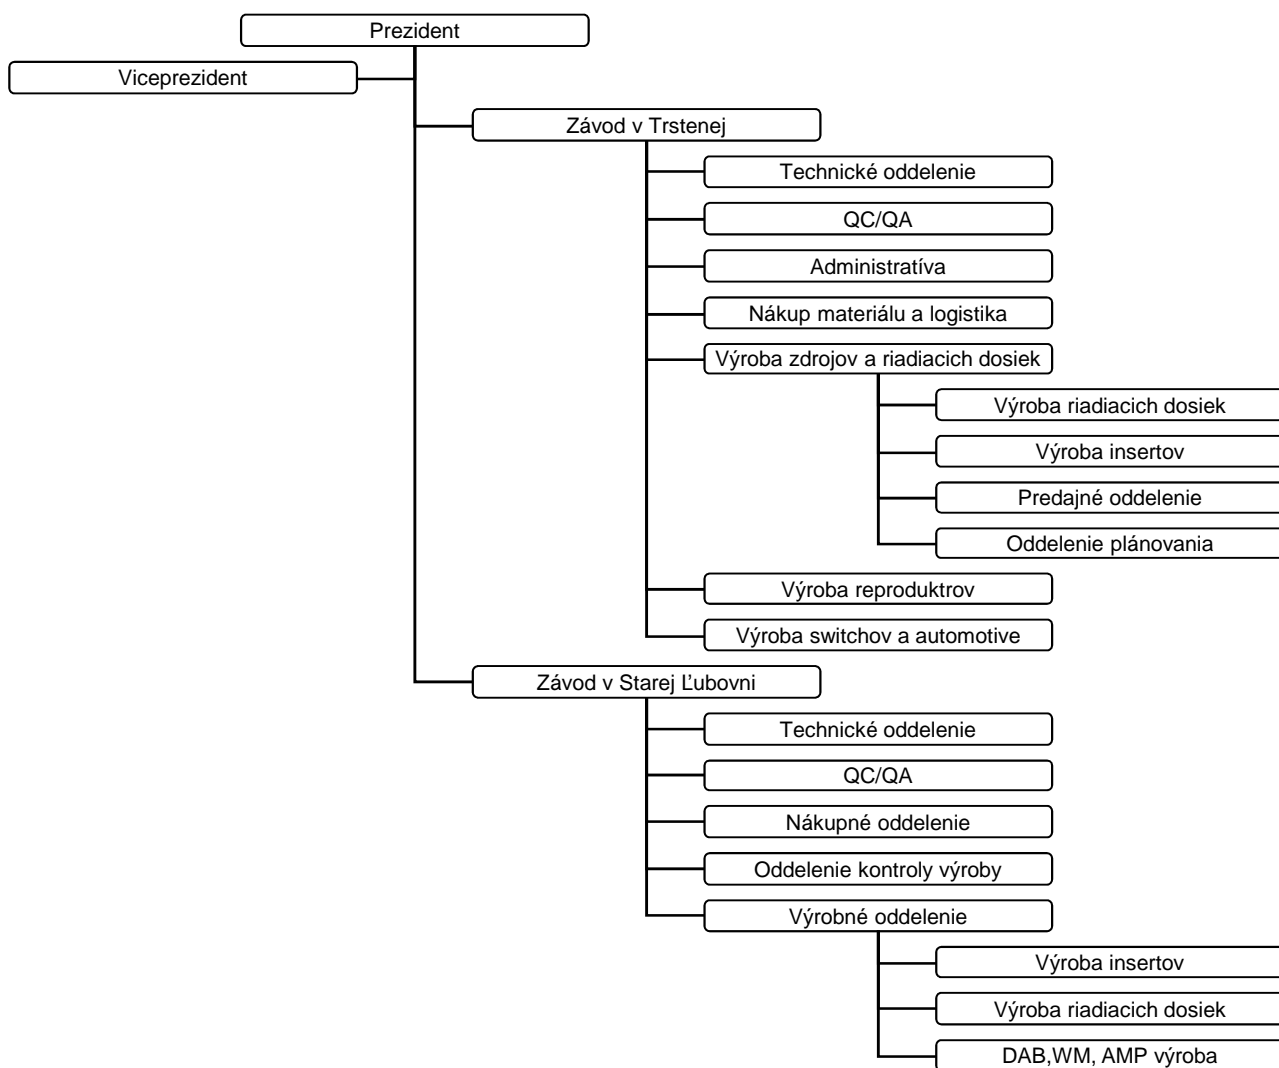 Prezident
Viceprezident
Závod v Trstenej
Technické oddelenie
QC/QA
Administratíva
Nákup materiálu a logistika
Výroba zdrojov a riadiacich dosiek
Výroba riadiacich dosiek
Výroba insertov
Predajné oddelenie
Oddelenie plánovania
Výroba reproduktrov
Výroba switchov a automotive
Závod v Starej Ľubovni
Technické oddelenie
QC/QA
Nákupné oddelenie
Oddelenie kontroly výroby
Výrobné oddelenie
Výroba insertov
Výroba riadiacich dosiek
DAB,WM, AMP výroba